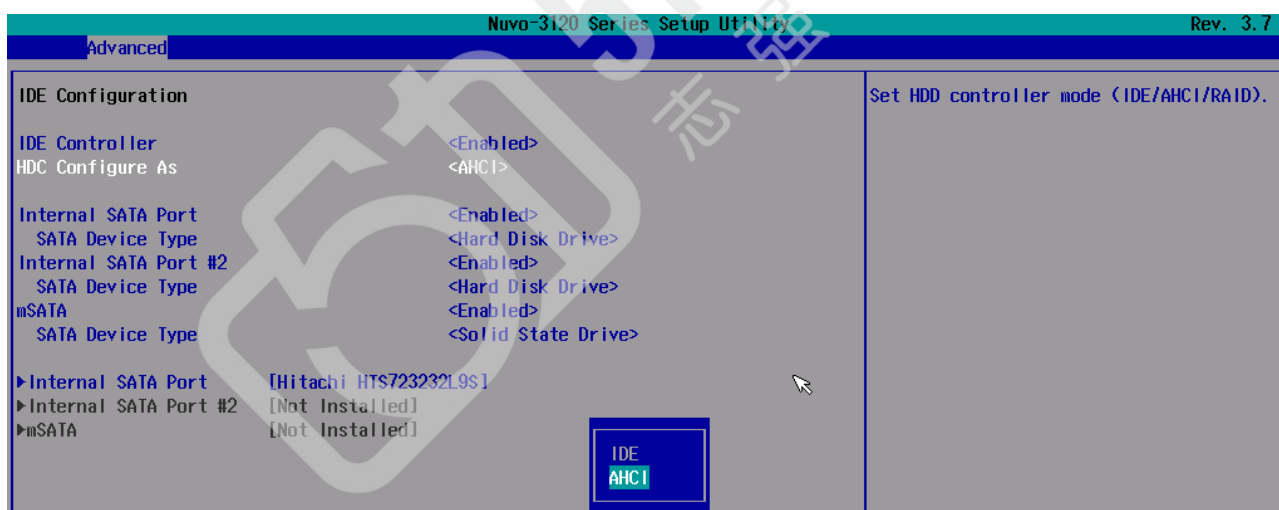 Nuvo-3120 Series Setup Utility Rev. 3.7
Advanced
IDE Configuration
Set HDD controller mode (IDE/AHCI/RAID).
IDE Controller <Enabled>
HDC Configure As <AHCI>
Internal SATA Port <Enabled>
SATA Device Type <Hard Disk Drive>
Internal SATA Port #2 <Enabled>
SATA Device Type <Hard Disk Drive>
mSATA <Enabled>
SATA Device Type <Solid State Drive>
▶Internal SATA Port [Hitachi HTS723232L9S]
▶Internal SATA Port #2 [Not Installed]
▶mSATA [Not Installed]
IDE
AHCI
志强